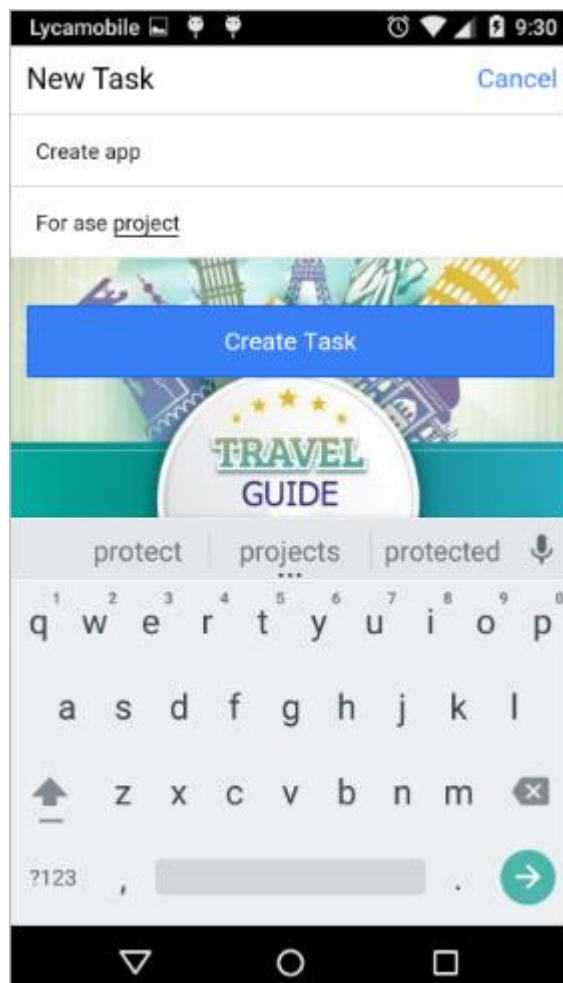 Lycamobile 9:30
New Task Cancel
Create app
For ase project
Create Task
TRAVEL
GUIDE
protect projects protected
1 2 3 4 5 6 7 8 9 0
q w e r t y u i o p
a s d f g h j k l
z x c v b n m
?123 , .